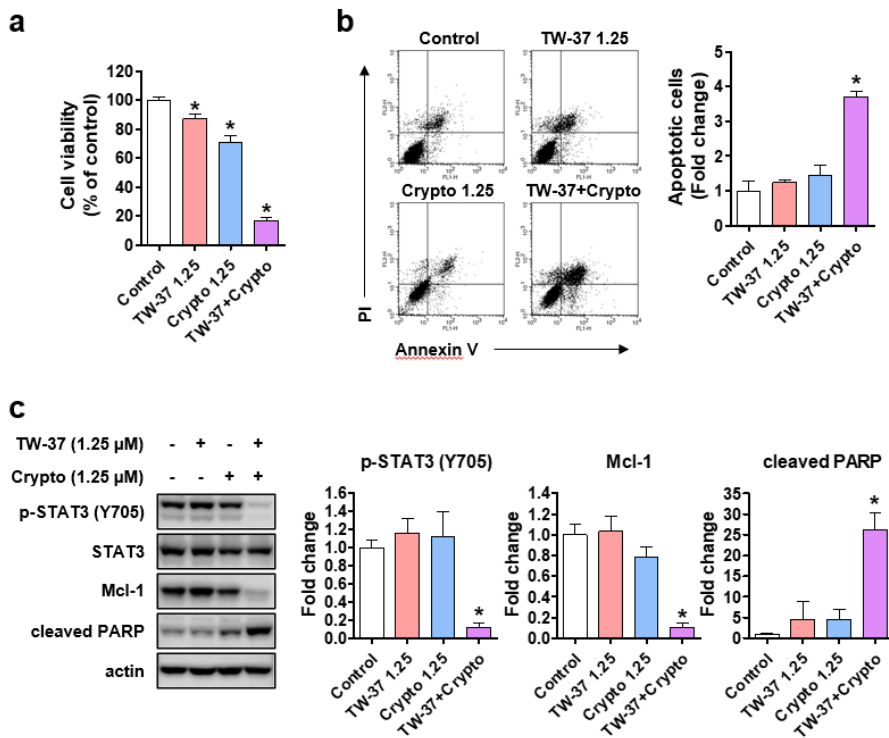 a
Cell viability
(% of control)
120
100
80
60
40
20
0
*
*
*
Control
TW-37 1.25
Crypto 1.25
TW-37+Crypto
b
Control
TW-37 1.25
Crypto 1.25
TW-37+Crypto
PI
Annexin V
FL2-H
FL1-H
Apoptotic cells
(Fold change)
5
4
3
2
1
0
*
Control
TW-37 1.25
Crypto 1.25
TW-37+Crypto
c
TW-37 (1.25 μM) - + - +
Crypto (1.25 μM) - - + +
p-STAT3 (Y705)
STAT3
Mcl-1
cleaved PARP
actin
p-STAT3 (Y705)
Fold change
1.6
1.4
1.2
1.0
0.8
0.6
0.4
0.2
0.0
*
Control
TW-37 1.25
Crypto 1.25
TW-37+Crypto
Mcl-1
Fold change
1.4
1.2
1.0
0.8
0.6
0.4
0.2
0.0
*
Control
TW-37 1.25
Crypto 1.25
TW-37+Crypto
cleaved PARP
Fold change
35
30
25
20
15
10
5
0
*
Control
TW-37 1.25
Crypto 1.25
TW-37+Crypto